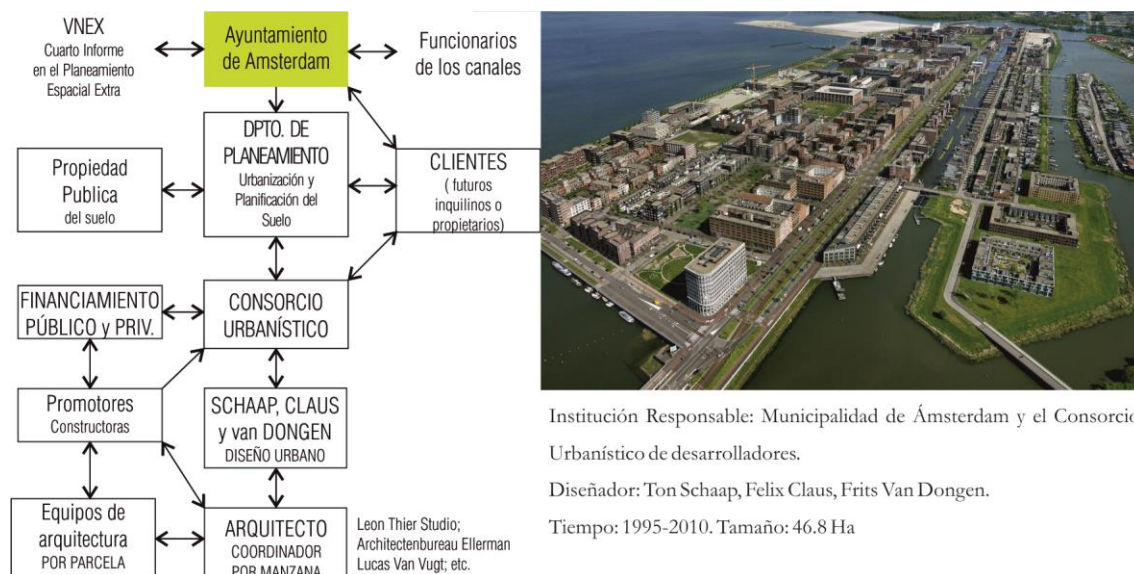 VNEX
Cuarto Informe
en el Planeamiento
Espacial Extra
Ayuntamiento
de Amsterdam
Funcionarios
de los canales
DPTO. DE
PLANEAMIENTO
Urbanización y
Planificación del
Suelo
Propiedad
Publica
del suelo
CLIENTES
( futuros
inquilinos o
propietarios)
FINANCIAMIENTO
PÚBLICO y PRIV.
CONSORCIO
URBANÍSTICO
Promotores
Constructoras
SCHAAP, CLAUS
y van DONGEN
DISEÑO URBANO
Equipos de
arquitectura
POR PARCELA
ARQUITECTO
COORDINADOR
POR MANZANA
Leon Thier Studio;
Architectenbureau Ellerman
Lucas Van Vugt; etc.
Institución Responsable: Municipalidad de Ámsterdam y el Consorcio
Urbanístico de desarrolladores.
Diseñador: Ton Schaap, Felix Claus, Frits Van Dongen.
Tiempo: 1995-2010. Tamaño: 46.8 Ha